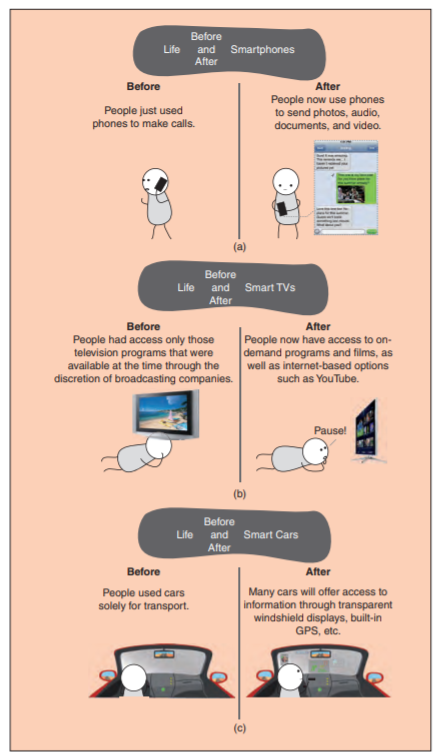 Before
Life and Smartphones
After
Before
People just used
phones to make calls.
After
People now use phones
to send photos, audio,
documents, and video.
(a)
Before
Life and Smart TVs
After
Before
People had access only those
television programs that were
available at the time through the
discretion of broadcasting companies.
After
People now have access to on-
demand programs and films, as
well as internet-based options
such as YouTube.
Pause!
(b)
Before
Life and Smart Cars
After
Before
People used cars
solely for transport.
After
Many cars will offer access to
information through transparent
windshield displays, built-in
GPS, etc.
(c)